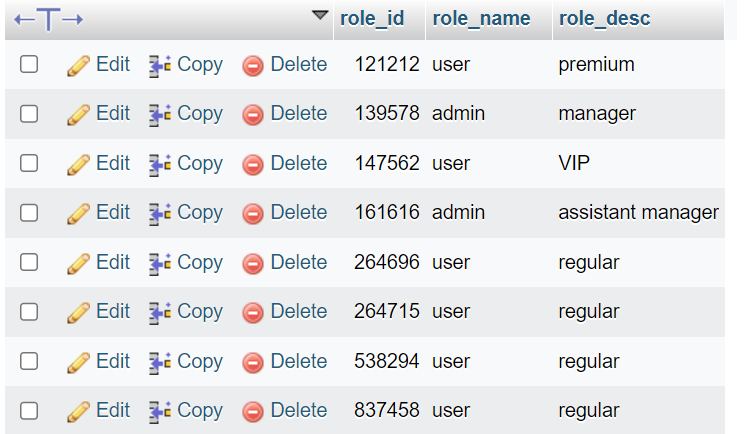 role_id role_name role_desc
Edit Copy Delete 121212 user premium
Edit Copy Delete 139578 admin manager
Edit Copy Delete 147562 user VIP
Edit Copy Delete 161616 admin assistant manager
Edit Copy Delete 264696 user regular
Edit Copy Delete 264715 user regular
Edit Copy Delete 538294 user regular
Edit Copy Delete 837458 user regular